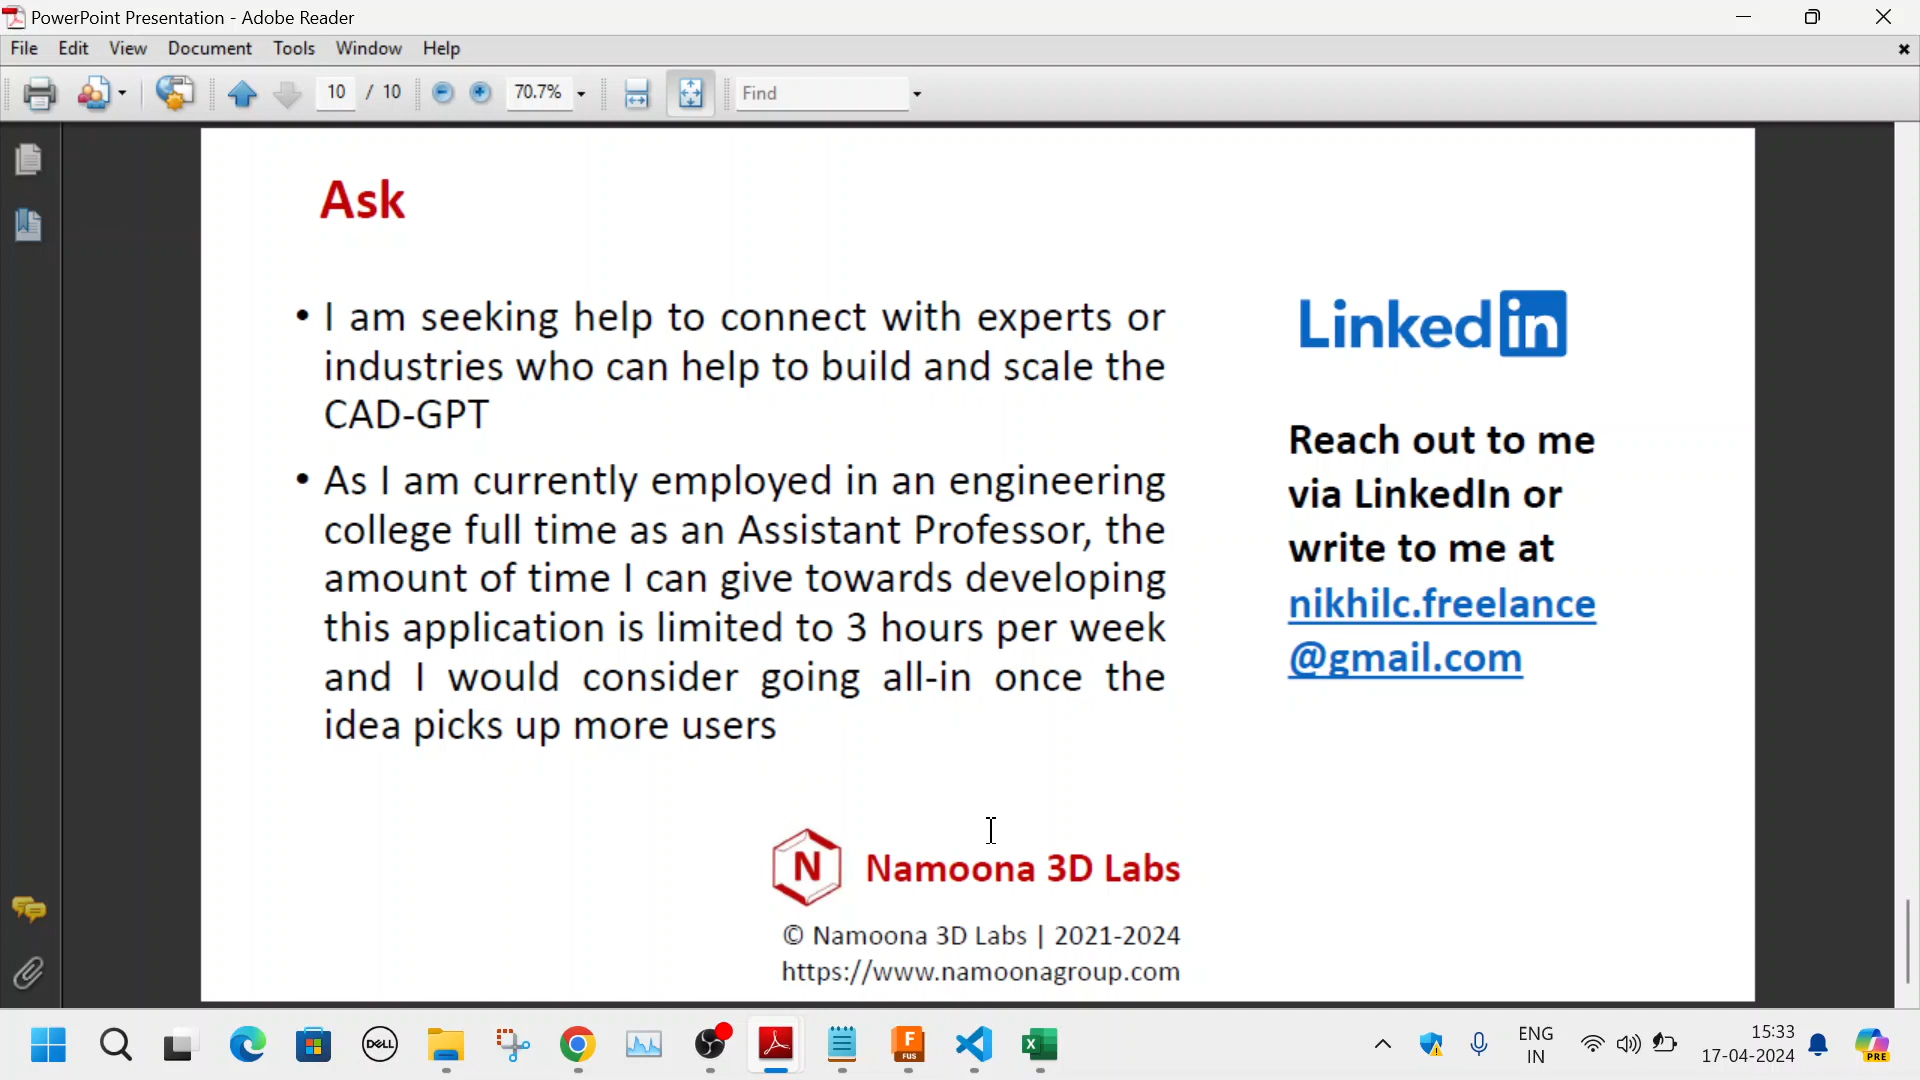 PowerPoint Presentation - Adobe Reader
File Edit View Document Tools Window Help
10 / 10 70.7% Find
Ask
• I am seeking help to connect with experts or
industries who can help to build and scale the
CAD-GPT
• As I am currently employed in an engineering
college full time as an Assistant Professor, the
amount of time I can give towards developing
this application is limited to 3 hours per week
and I would consider going all-in once the
idea picks up more users
Linked in
Reach out to me
via LinkedIn or
write to me at
nikhilc.freelance
@gmail.com
N Namoona 3D Labs
© Namoona 3D Labs | 2021-2024
https://www.namoonagroup.com
DELL
F
FUS
X
ENG
IN
15:33
17-04-2024
PRE